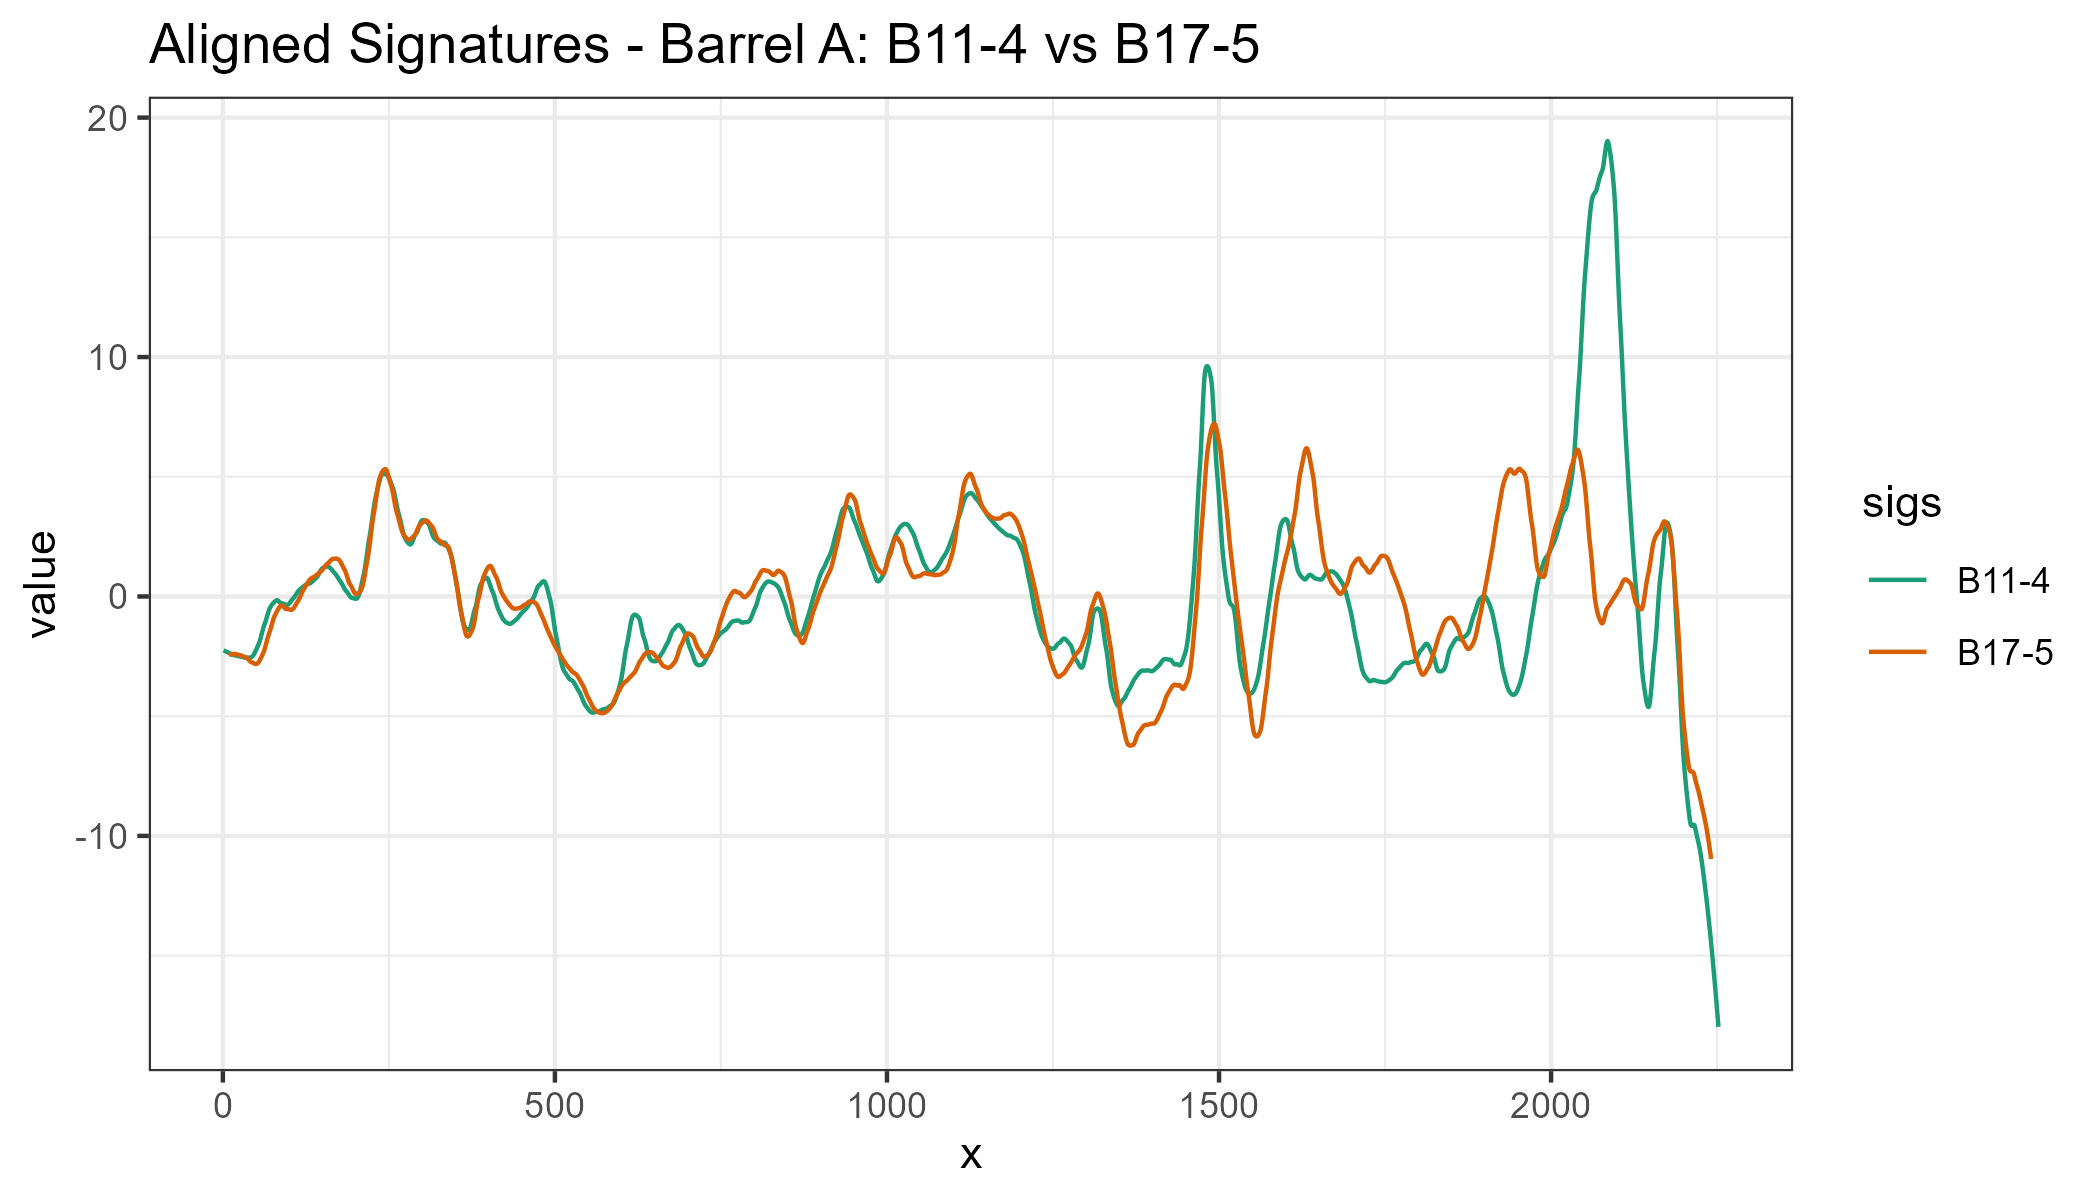 Aligned Signatures - Barrel A: B11-4 vs B17-5
20
10
0
-10
value
0 500 1000 1500 2000
x
sigs
B11-4
B17-5